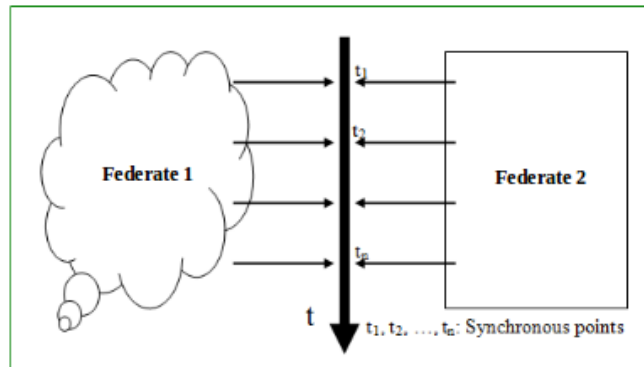 t₁
t₂
Federate 1
Federate 2
tₙ
t
t₁, t₂, …, tₙ: Synchronous points